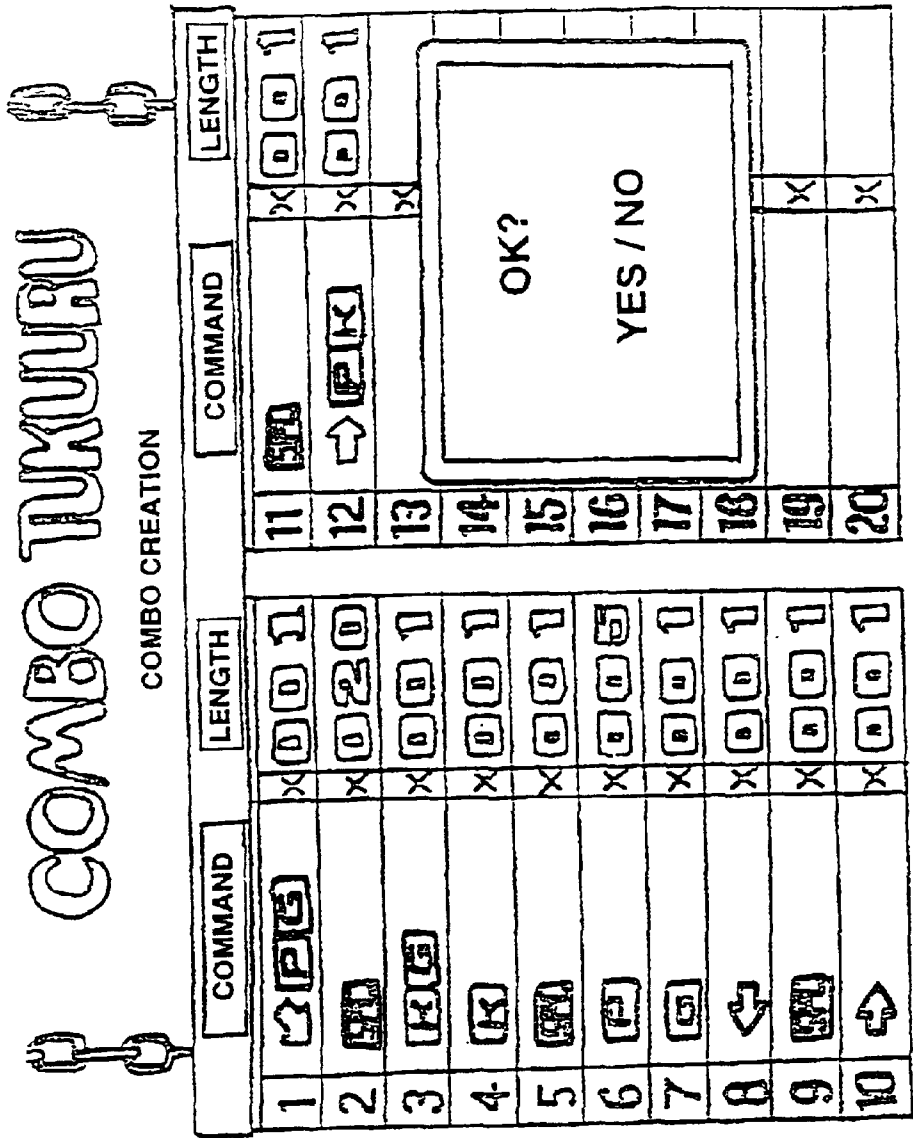 COMBO TUKURU
COMBO CREATION
COMMAND LENGTH COMMAND LENGTH
1 PG X 001
2 X 020
3 KG X 001
4 K X 001
5 X 001
6 P X 005
7 G X 001
8 X 001
9 X 001
10 X 001
11 X 001
12 PK X 001
13 X
14
15
16
17
18
19 X
20 X
OK?
YES / NO